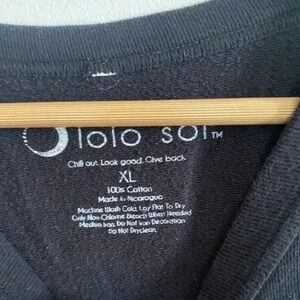 lolo sol™
Chill out. Look good. Give back.
XL
100% Cotton
Made in Nicaragua
Machine Wash Cold. Lay Flat To Dry
Only Non-Chlorine Bleach When Needed
Medium Iron. Do Not Iron Decoration
Do Not Dryclean.